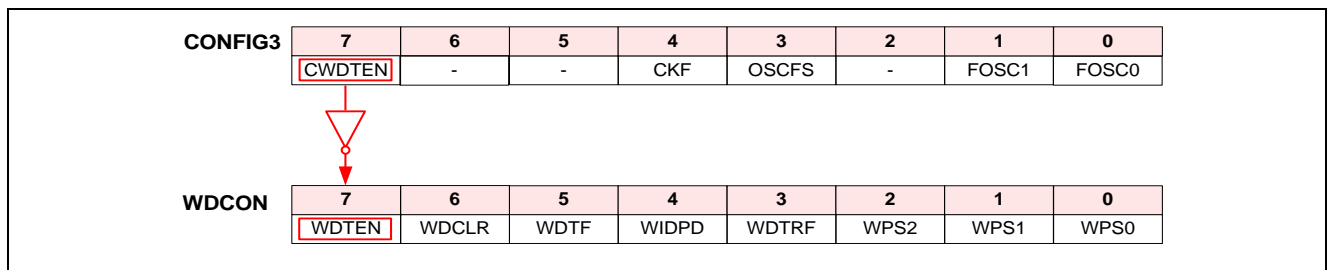 CONFIG3 7 6 5 4 3 2 1 0
CWDTEN - - CKF OSCFS - FOSC1 FOSC0
WDCON 7 6 5 4 3 2 1 0
WDTEN WDCLR WDTF WIDPD WDTRF WPS2 WPS1 WPS0